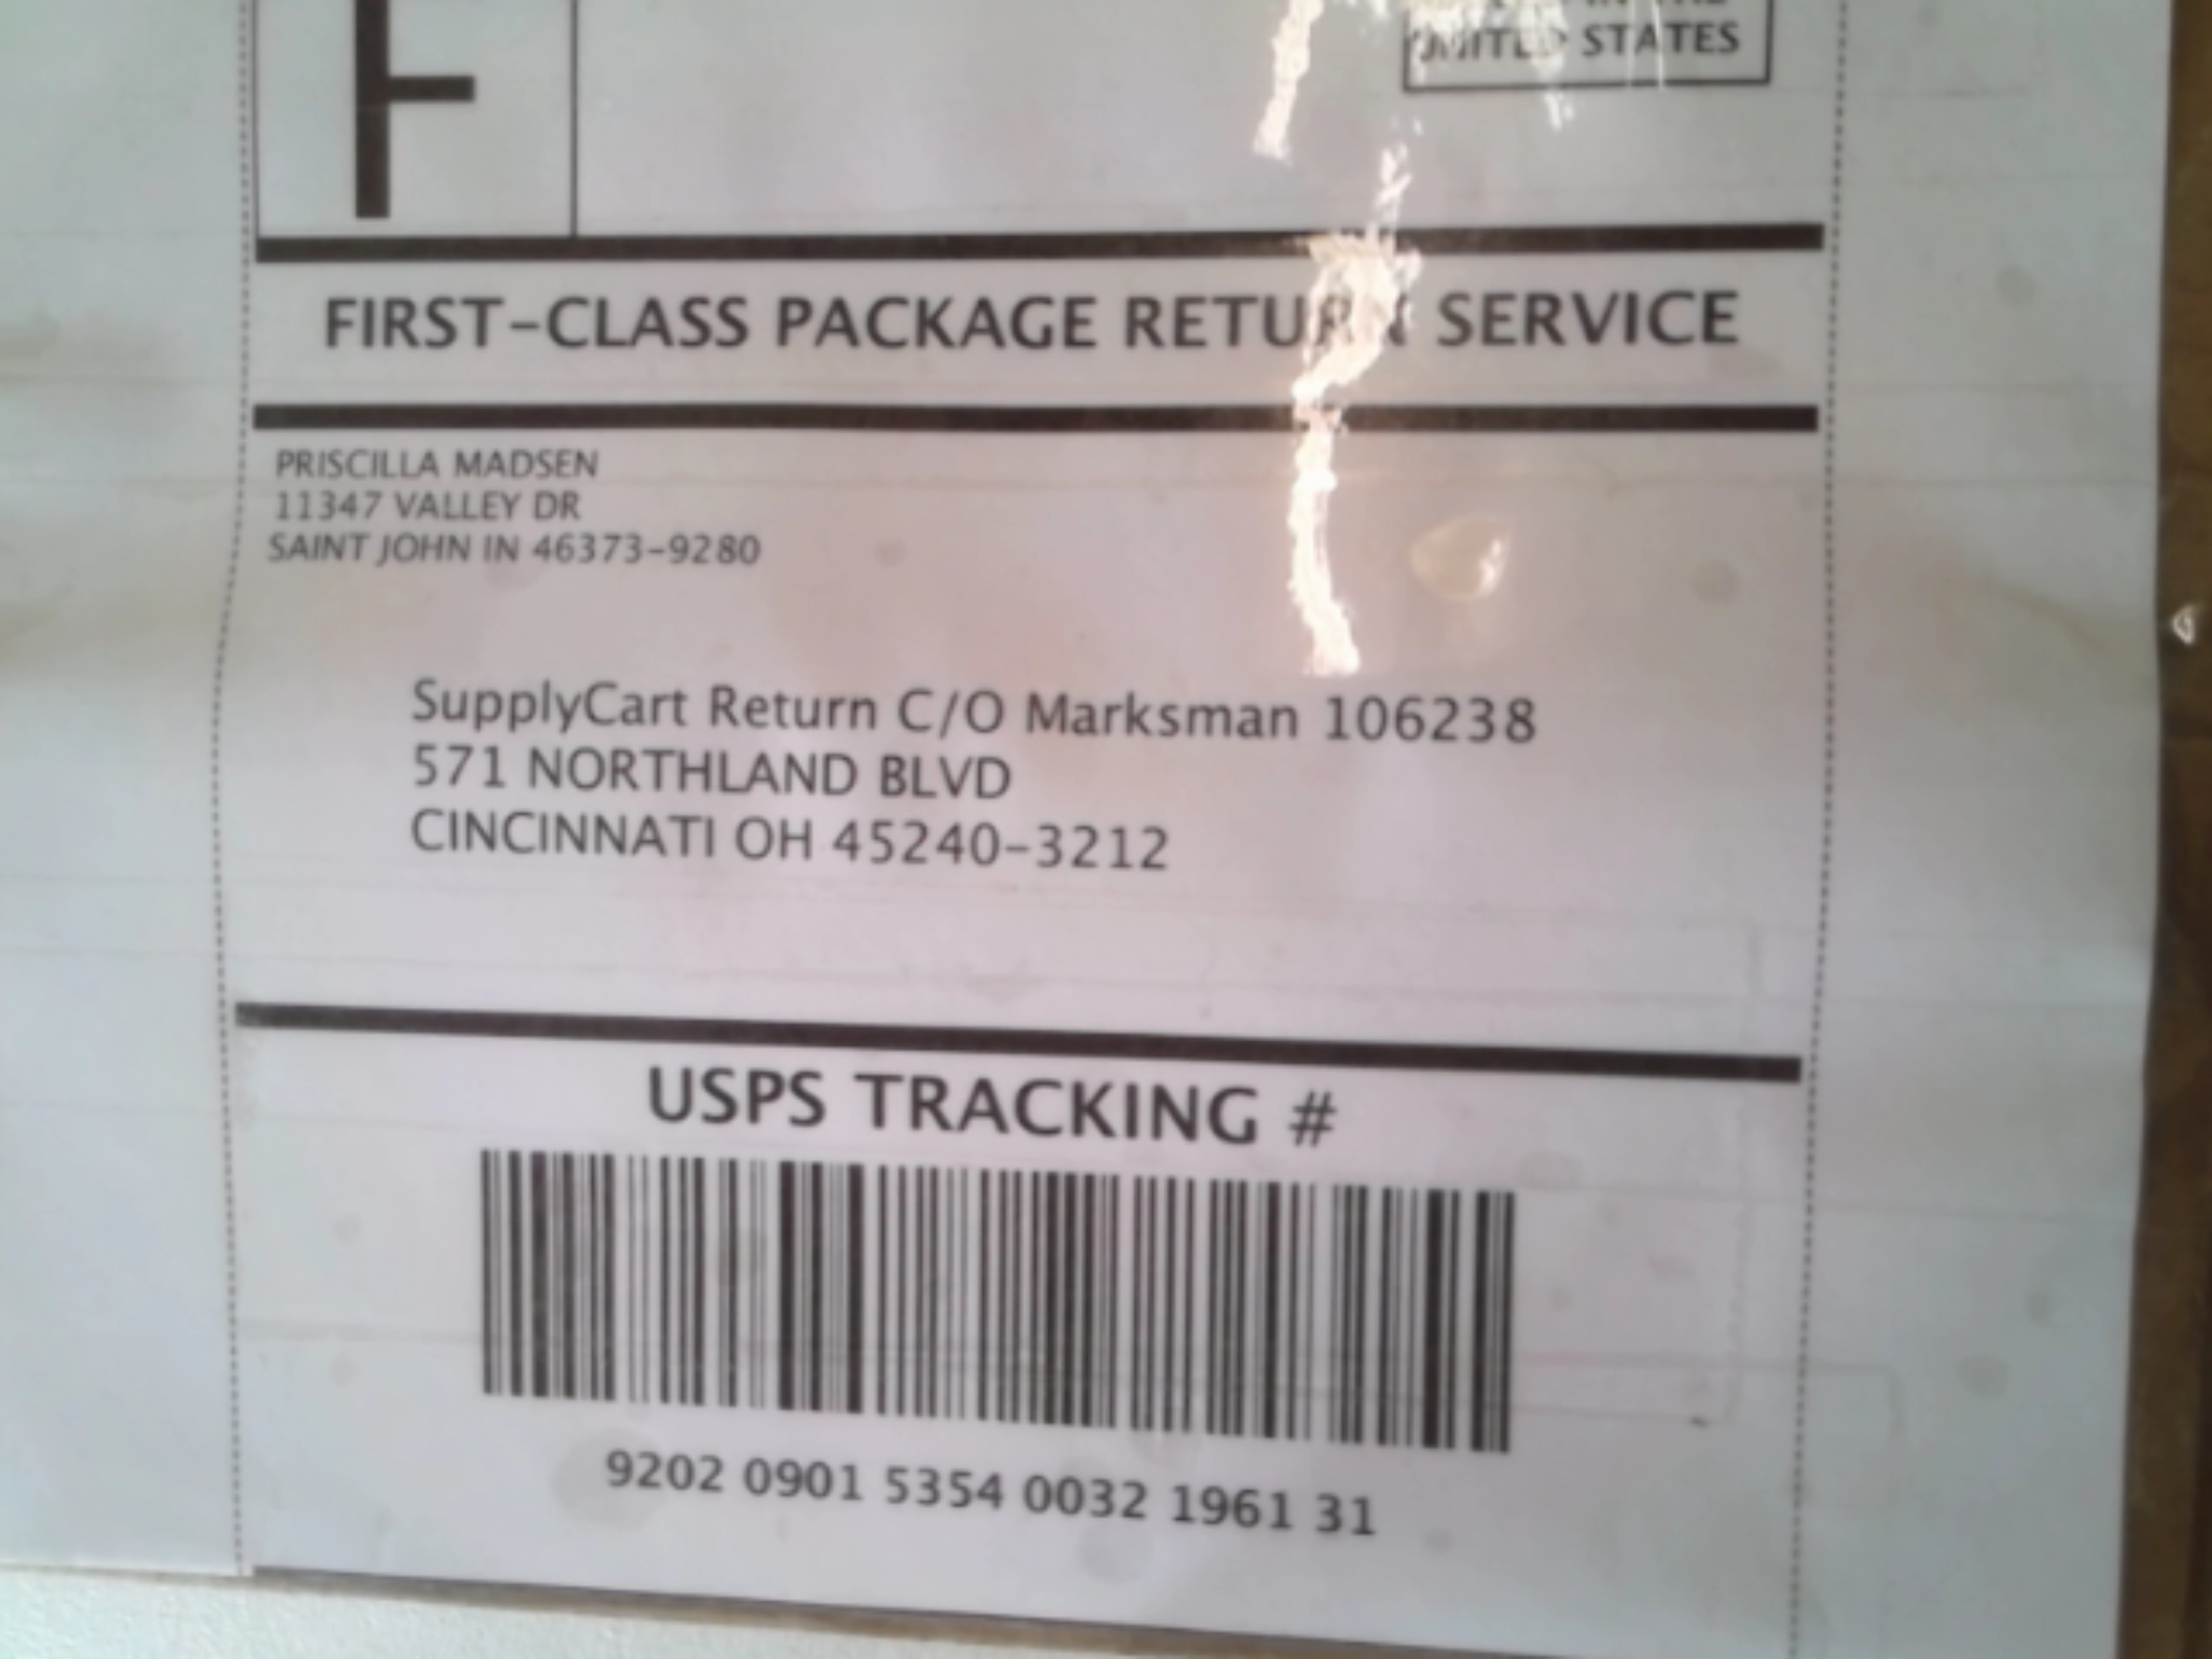 F
UNITED STATES
FIRST-CLASS PACKAGE RETURN SERVICE
PRISCILLA MADSEN
11347 VALLEY DR
SAINT JOHN IN 46373-9280
SupplyCart Return C/O Marksman 106238
571 NORTHLAND BLVD
CINCINNATI OH 45240-3212
USPS TRACKING #
9202 0901 5354 0032 1961 31